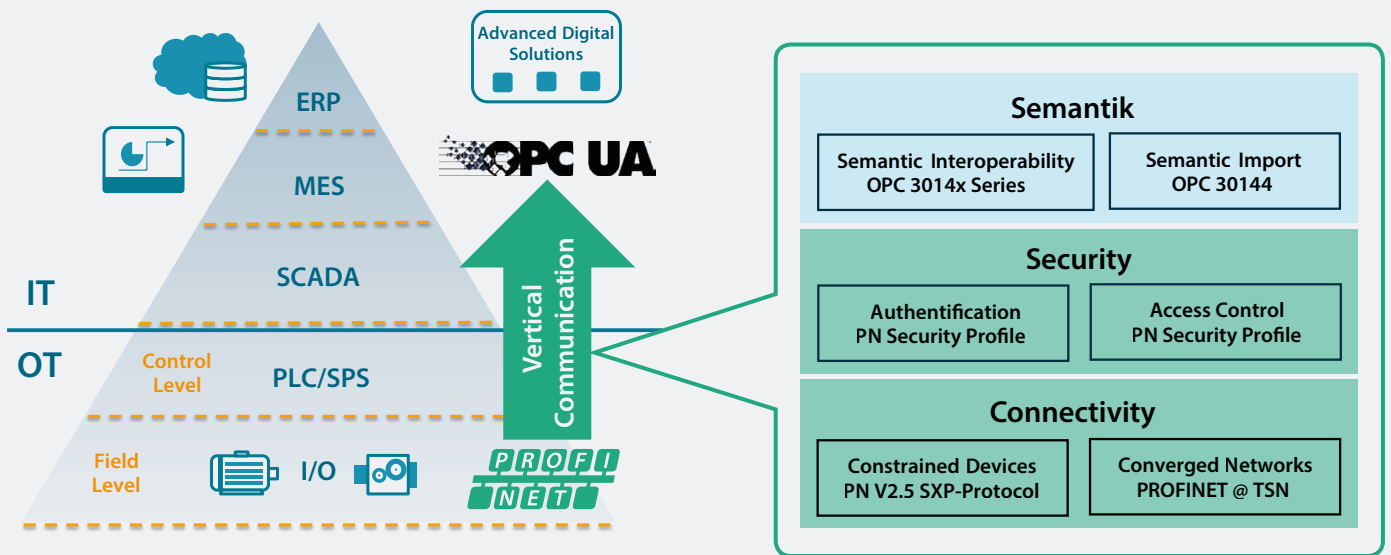 Advanced Digital
Solutions
ERP
OPC UA
MES
SCADA
IT
OT
Control
Level
PLC/SPS
Field
Level
I/O
Vertical
Communication
PROFI
NET
Semantik
Semantic Interoperability
OPC 3014x Series
Semantic Import
OPC 30144
Security
Authentification
PN Security Profile
Access Control
PN Security Profile
Connectivity
Constrained Devices
PN V2.5 SXP-Protocol
Converged Networks
PROFINET @ TSN